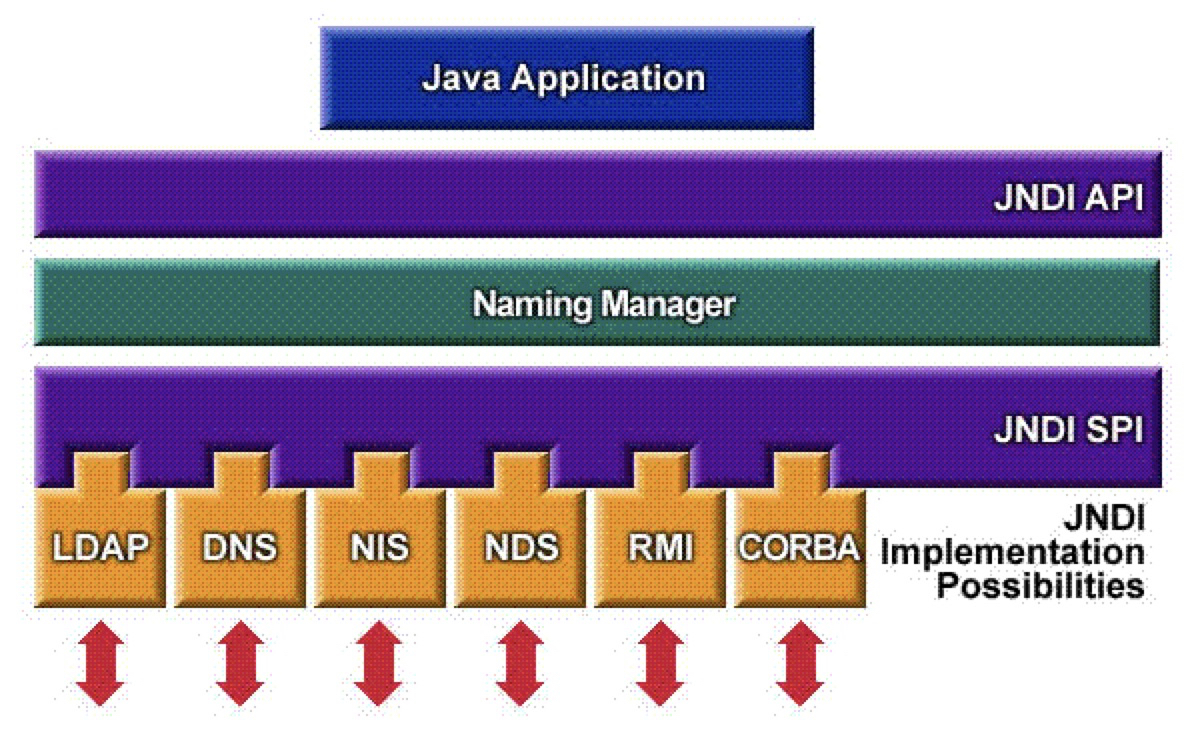 Java Application
JNDI API
Naming Manager
JNDI SPI
LDAP DNS NIS NDS RMI CORBA
JNDI
Implementation
Possibilities